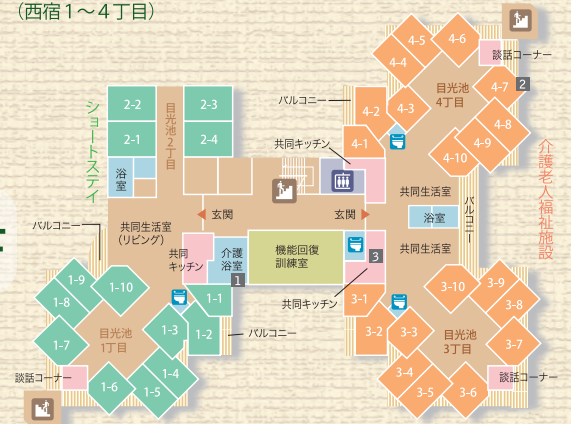 （西宿1～4丁目）
4-5
4-6
4-4
談話コーナー
目光池
4丁目
4-7
2
バルコニー
4-2
4-3
4-8
4-9
4-1
4-10
共同キッチン
2-2
2-3
2-1
2-4
目光池2丁目
ショートステイ
浴室
介護老人福祉施設
共同生活室
玄関
玄関
浴室
バルコニー
バルコニー
共同生活室
（リビング）
共同
キッチン
介護
浴室
1
機能回復
訓練室
3
共同生活室
共同キッチン
1-9
1-10
1-8
1-1
1-7
目光池
1丁目
1-3
1-2
バルコニー
談話コーナー
1-6
1-5
1-4
3-1
3-10
3-9
3-8
3-2
3-3
目光池
3丁目
3-7
3-4
3-5
3-6
談話コーナー